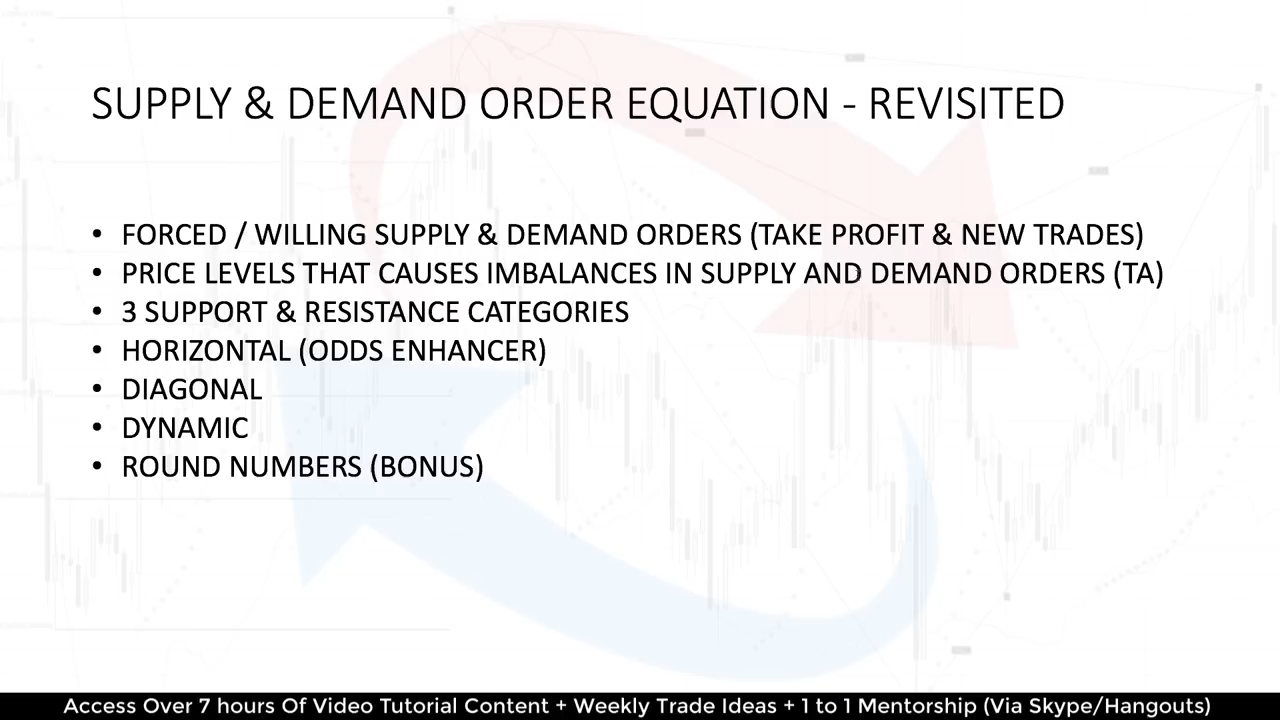 SUPPLY & DEMAND ORDER EQUATION - REVISITED
• FORCED / WILLING SUPPLY & DEMAND ORDERS (TAKE PROFIT & NEW TRADES)
• PRICE LEVELS THAT CAUSES IMBALANCES IN SUPPLY AND DEMAND ORDERS (TA)
• 3 SUPPORT & RESISTANCE CATEGORIES
• HORIZONTAL (ODDS ENHANCER)
• DIAGONAL
• DYNAMIC
• ROUND NUMBERS (BONUS)
Access Over 7 hours Of Video Tutorial Content + Weekly Trade Ideas + 1 to 1 Mentorship (Via Skype/Hangouts)